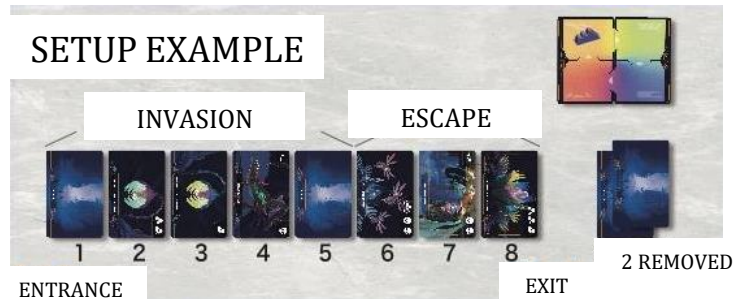 SETUP EXAMPLE
INVASION
ESCAPE
1 2 3 4 5 6 7 8
2 REMOVED
ENTRANCE
EXIT